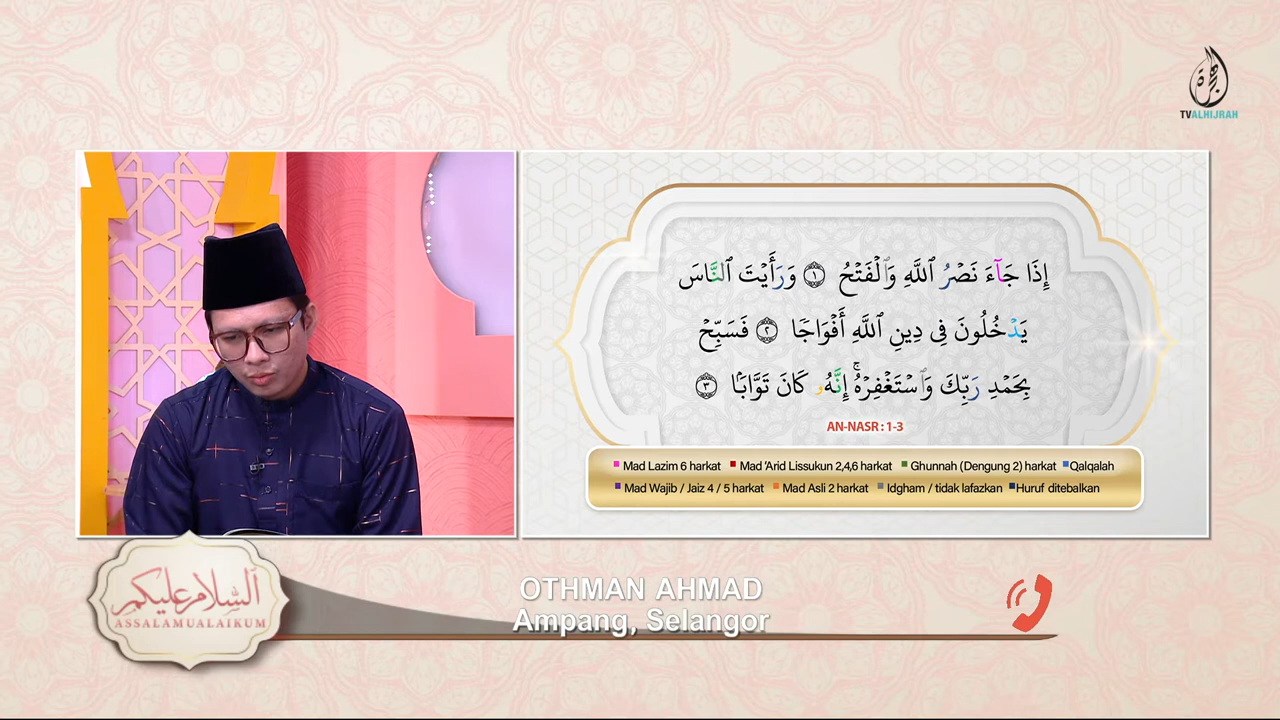 هجرة
TVALHIJRAH
إِذَا جَآءَ نَصْرُ ٱللَّهِ وَٱلْفَتْحُ ۝١ وَرَأَيْتَ ٱلنَّاسَ
يَدْخُلُونَ فِى دِينِ ٱللَّهِ أَفْوَاجًا ۝٢ فَسَبِّحْ
بِحَمْدِ رَبِّكَ وَٱسْتَغْفِرْهُ ۚ إِنَّهُۥ كَانَ تَوَّابًۢا ۝٣
AN-NASR : 1-3
Mad Lazim 6 harkat Mad ‘Arid Lissukun 2,4,6 harkat Ghunnah (Dengung 2) harkat Qalqalah
Mad Wajib / Jaiz 4 / 5 harkat Mad Asli 2 harkat Idgham / tidak lafazkan Huruf ditebalkan
السلام عليكم
ASSALAMUALAIKUM
OTHMAN AHMAD
Ampang, Selangor